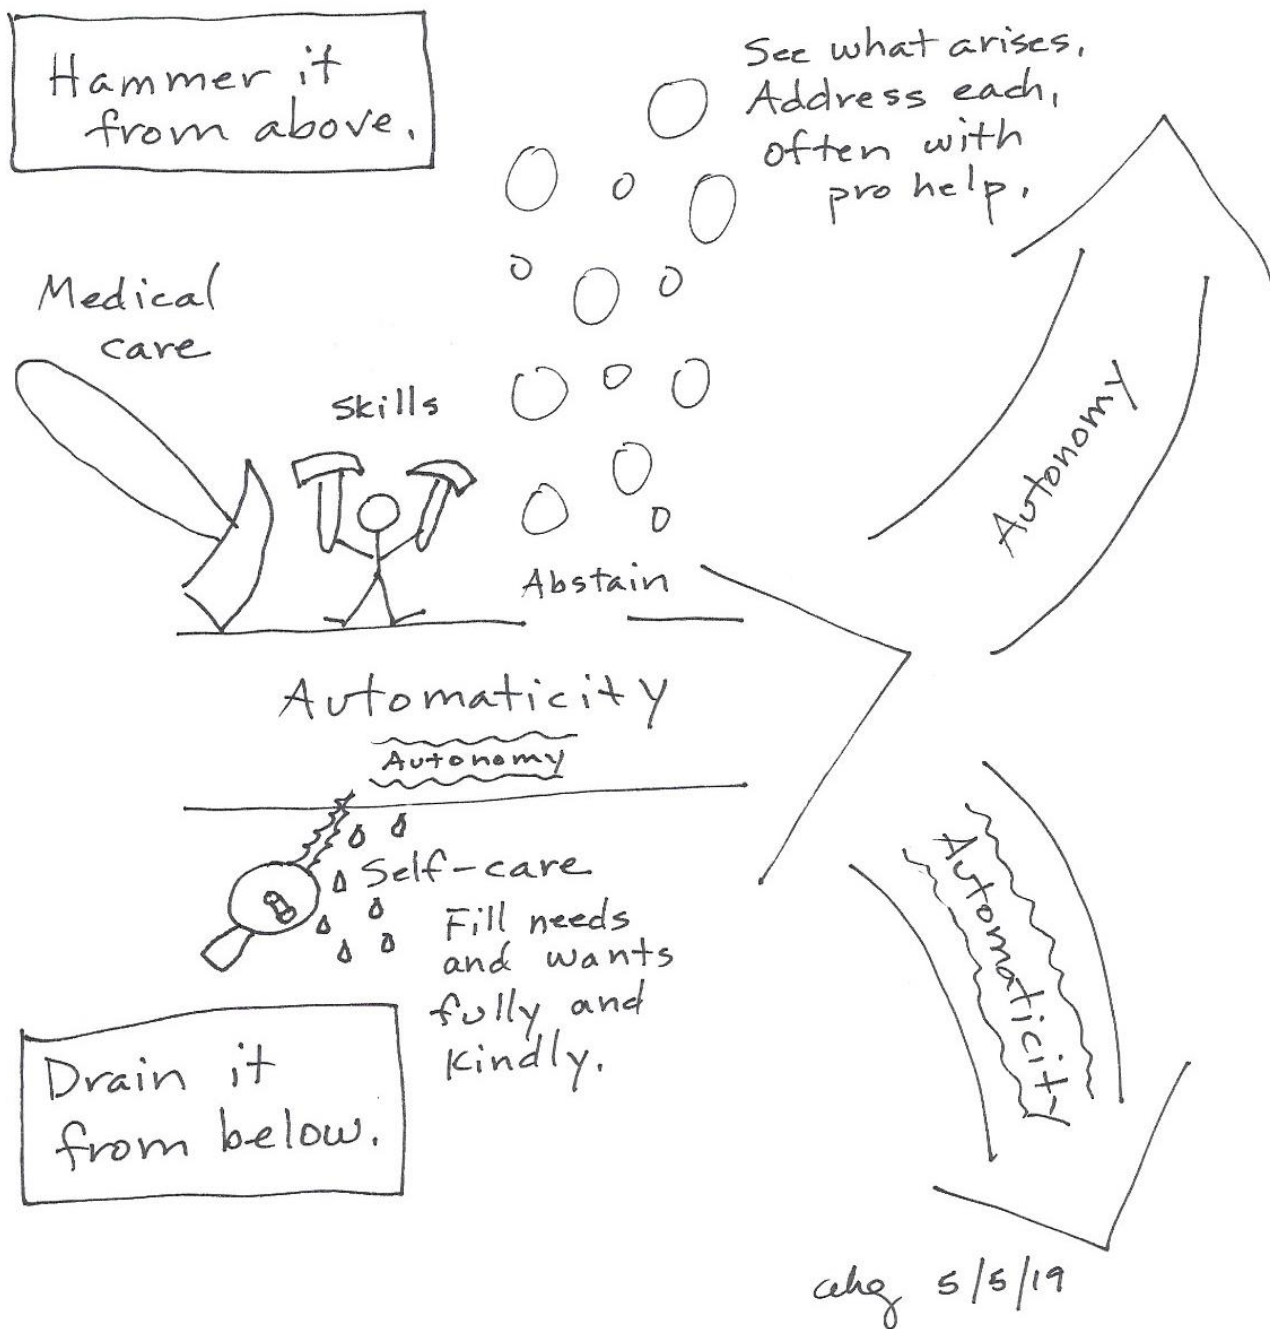 Hammer it
from above.
See what arises.
Address each,
often with
pro help.
Medical
care
Skills
Abstain
Autonomy
Automaticity
Autonomy
Self-care
Fill needs
and wants
fully and
kindly.
Automaticity
Drain it
from below.
5/5/19